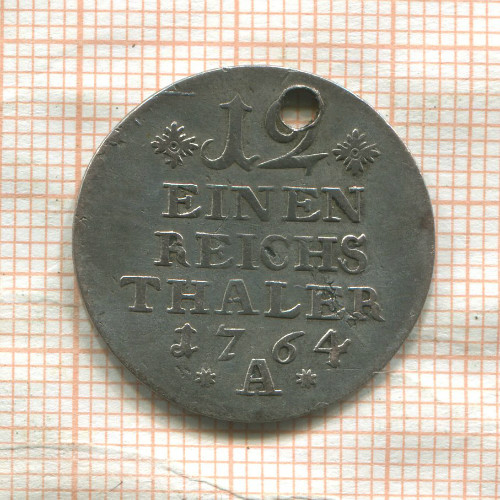 12
EINEN
REICHS
THALER
1764
A